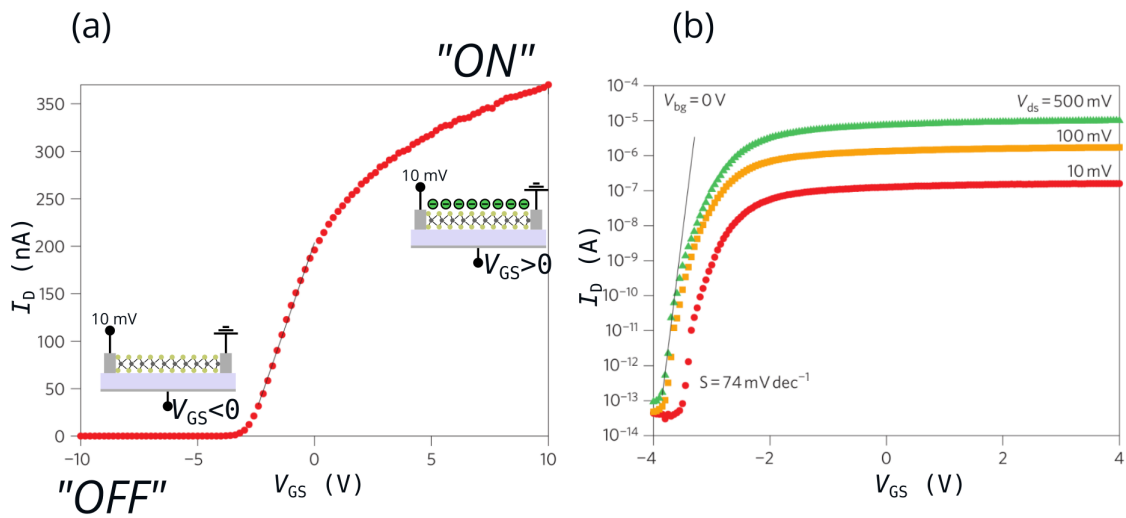 (a)
"ON"
I_D (nA)
350
300
250
200
150
100
50
0
10 mV
V_GS>0
10 mV
V_GS<0
−10
−5
0
5
10
"OFF"
V_GS (V)
(b)
I_D (A)
10⁻⁴
10⁻⁵
10⁻⁶
10⁻⁷
10⁻⁸
10⁻⁹
10⁻¹⁰
10⁻¹¹
10⁻¹²
10⁻¹³
10⁻¹⁴
V_bg = 0 V
V_ds = 500 mV
100 mV
10 mV
S = 74 mV dec⁻¹
−4
−2
0
2
4
V_GS (V)